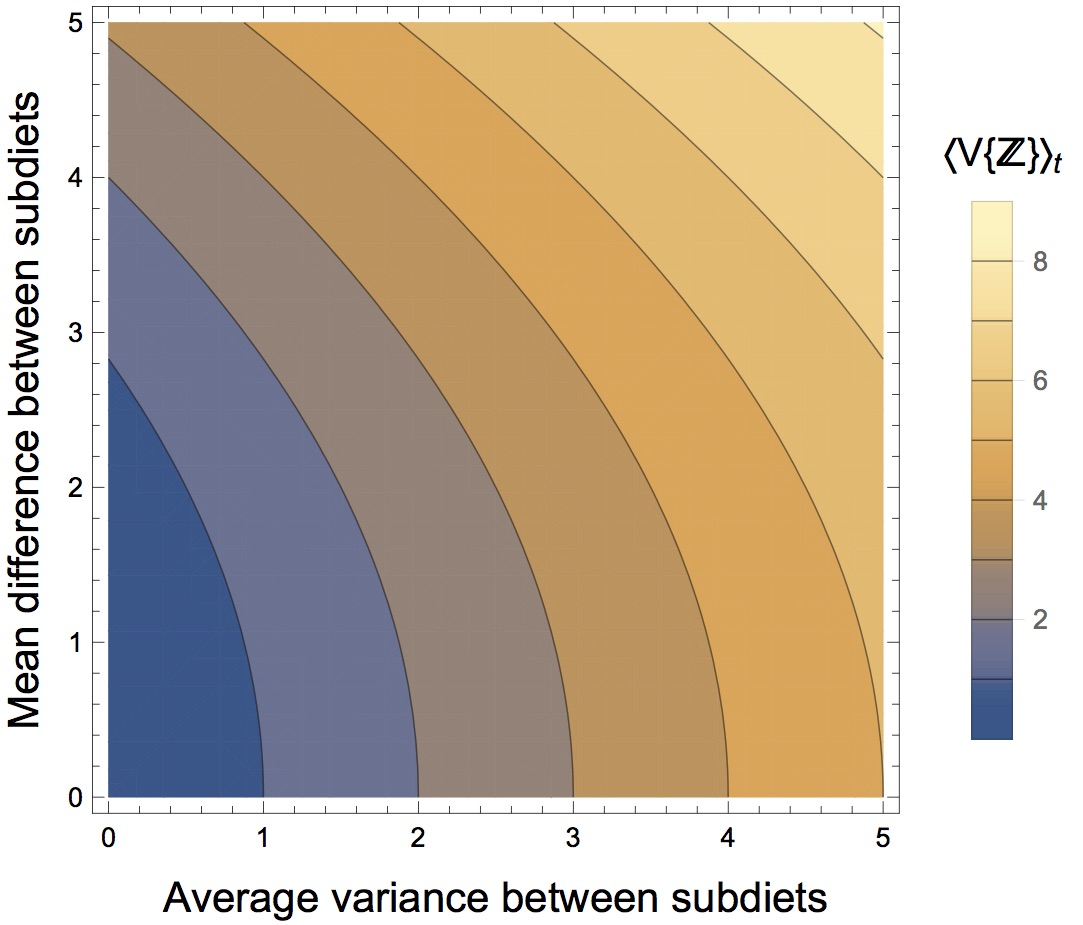 5
4
3
2
1
0
Mean difference between subdiets
0 1 2 3 4 5
Average variance between subdiets
⟨V{ℤ}⟩t
8
6
4
2